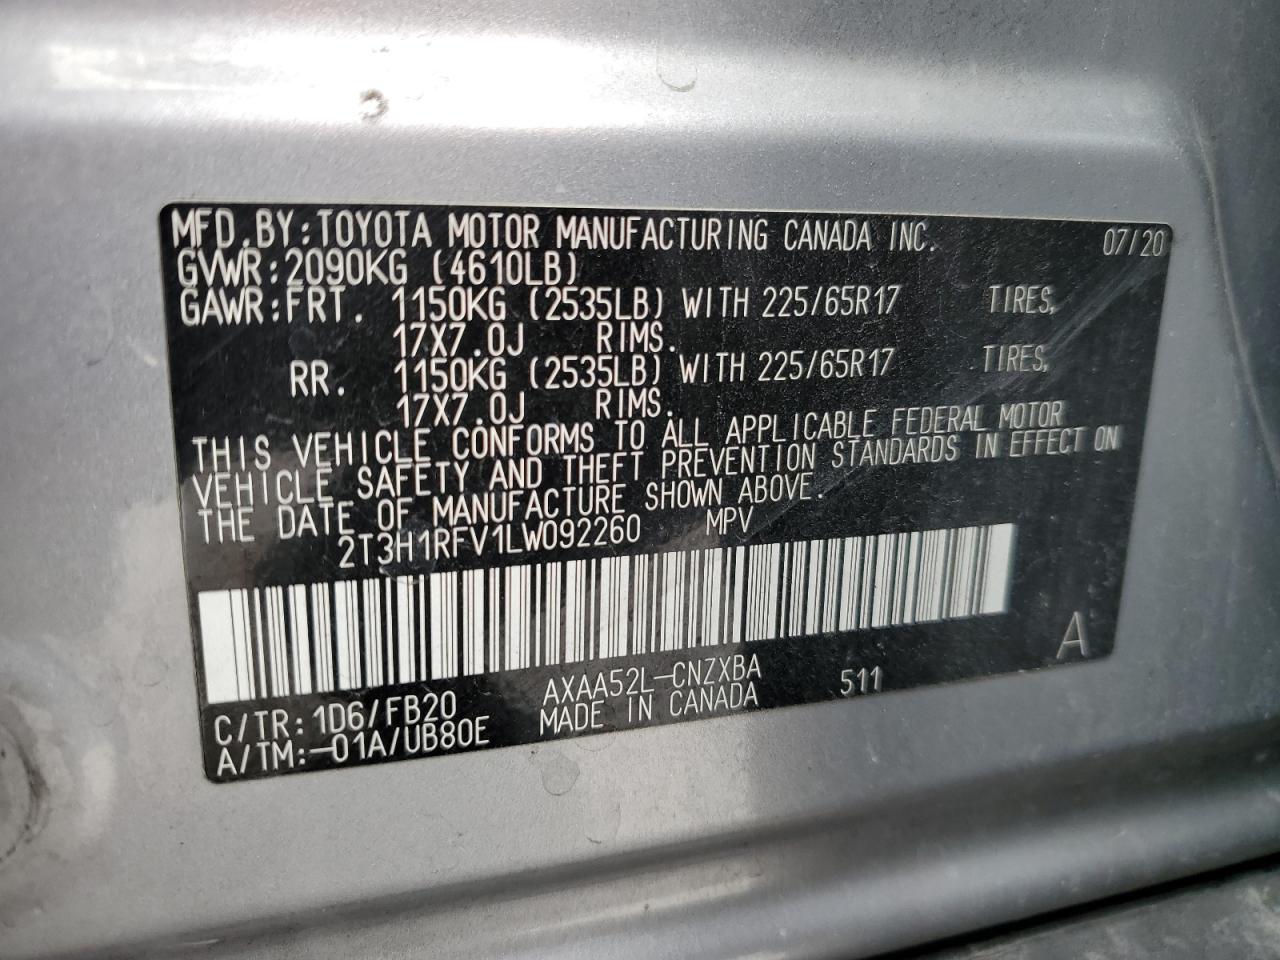 MFD.BY:TOYOTA MOTOR MANUFACTURING CANADA INC. 07/20
GVWR:2090KG (4610LB)
GAWR:FRT. 1150KG (2535LB) WITH 225/65R17 TIRES,
17X7.0J RIMS.
RR. 1150KG (2535LB) WITH 225/65R17 TIRES,
17X7.0J RIMS.
THIS VEHICLE CONFORMS TO ALL APPLICABLE FEDERAL MOTOR
VEHICLE SAFETY AND THEFT PREVENTION STANDARDS IN EFFECT ON
THE DATE OF MANUFACTURE SHOWN ABOVE.
2T3H1RFV1LW092260 MPV
A
C/TR:1D6/FB20 AXAA52L-CNZXBA 511
A/TM:-01A/UB80E MADE IN CANADA